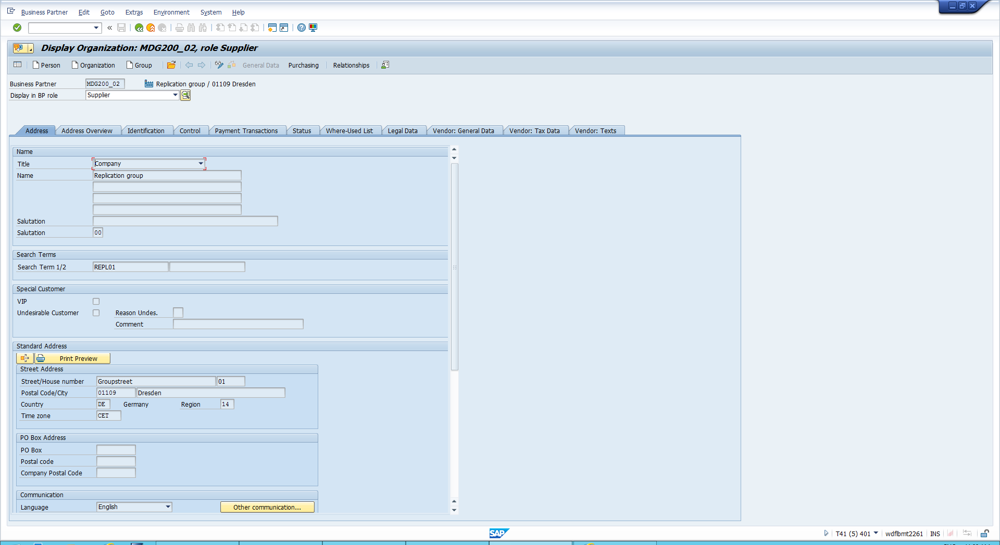 Business Partner Edit Goto Extras Environment System Help
Display Organization: MDG200_02, role Supplier
Person Organization Group General Data Purchasing Relationships
Business Partner MDG200_02 Replication group / 01109 Dresden
Display in BP role Supplier
Address Address Overview Identification Control Payment Transactions Status Where-Used List Legal Data Vendor: General Data Vendor: Tax Data Vendor: Texts
Name
Title Company
Name Replication group
Salutation
Salutation 00
Search Terms
Search Term 1/2 REPL01
Special Customer
VIP
Undesirable Customer Reason Undes.
Comment
Standard Address
Print Preview
Street Address
Street/House number Groupstreet 01
Postal Code/City 01109 Dresden
Country DE Germany Region 14
Time zone CET
PO Box Address
PO Box
Postal code
Company Postal Code
Communication
Language English Other communication...
SAP T41 (5) 401 wdflbmt2261 INS